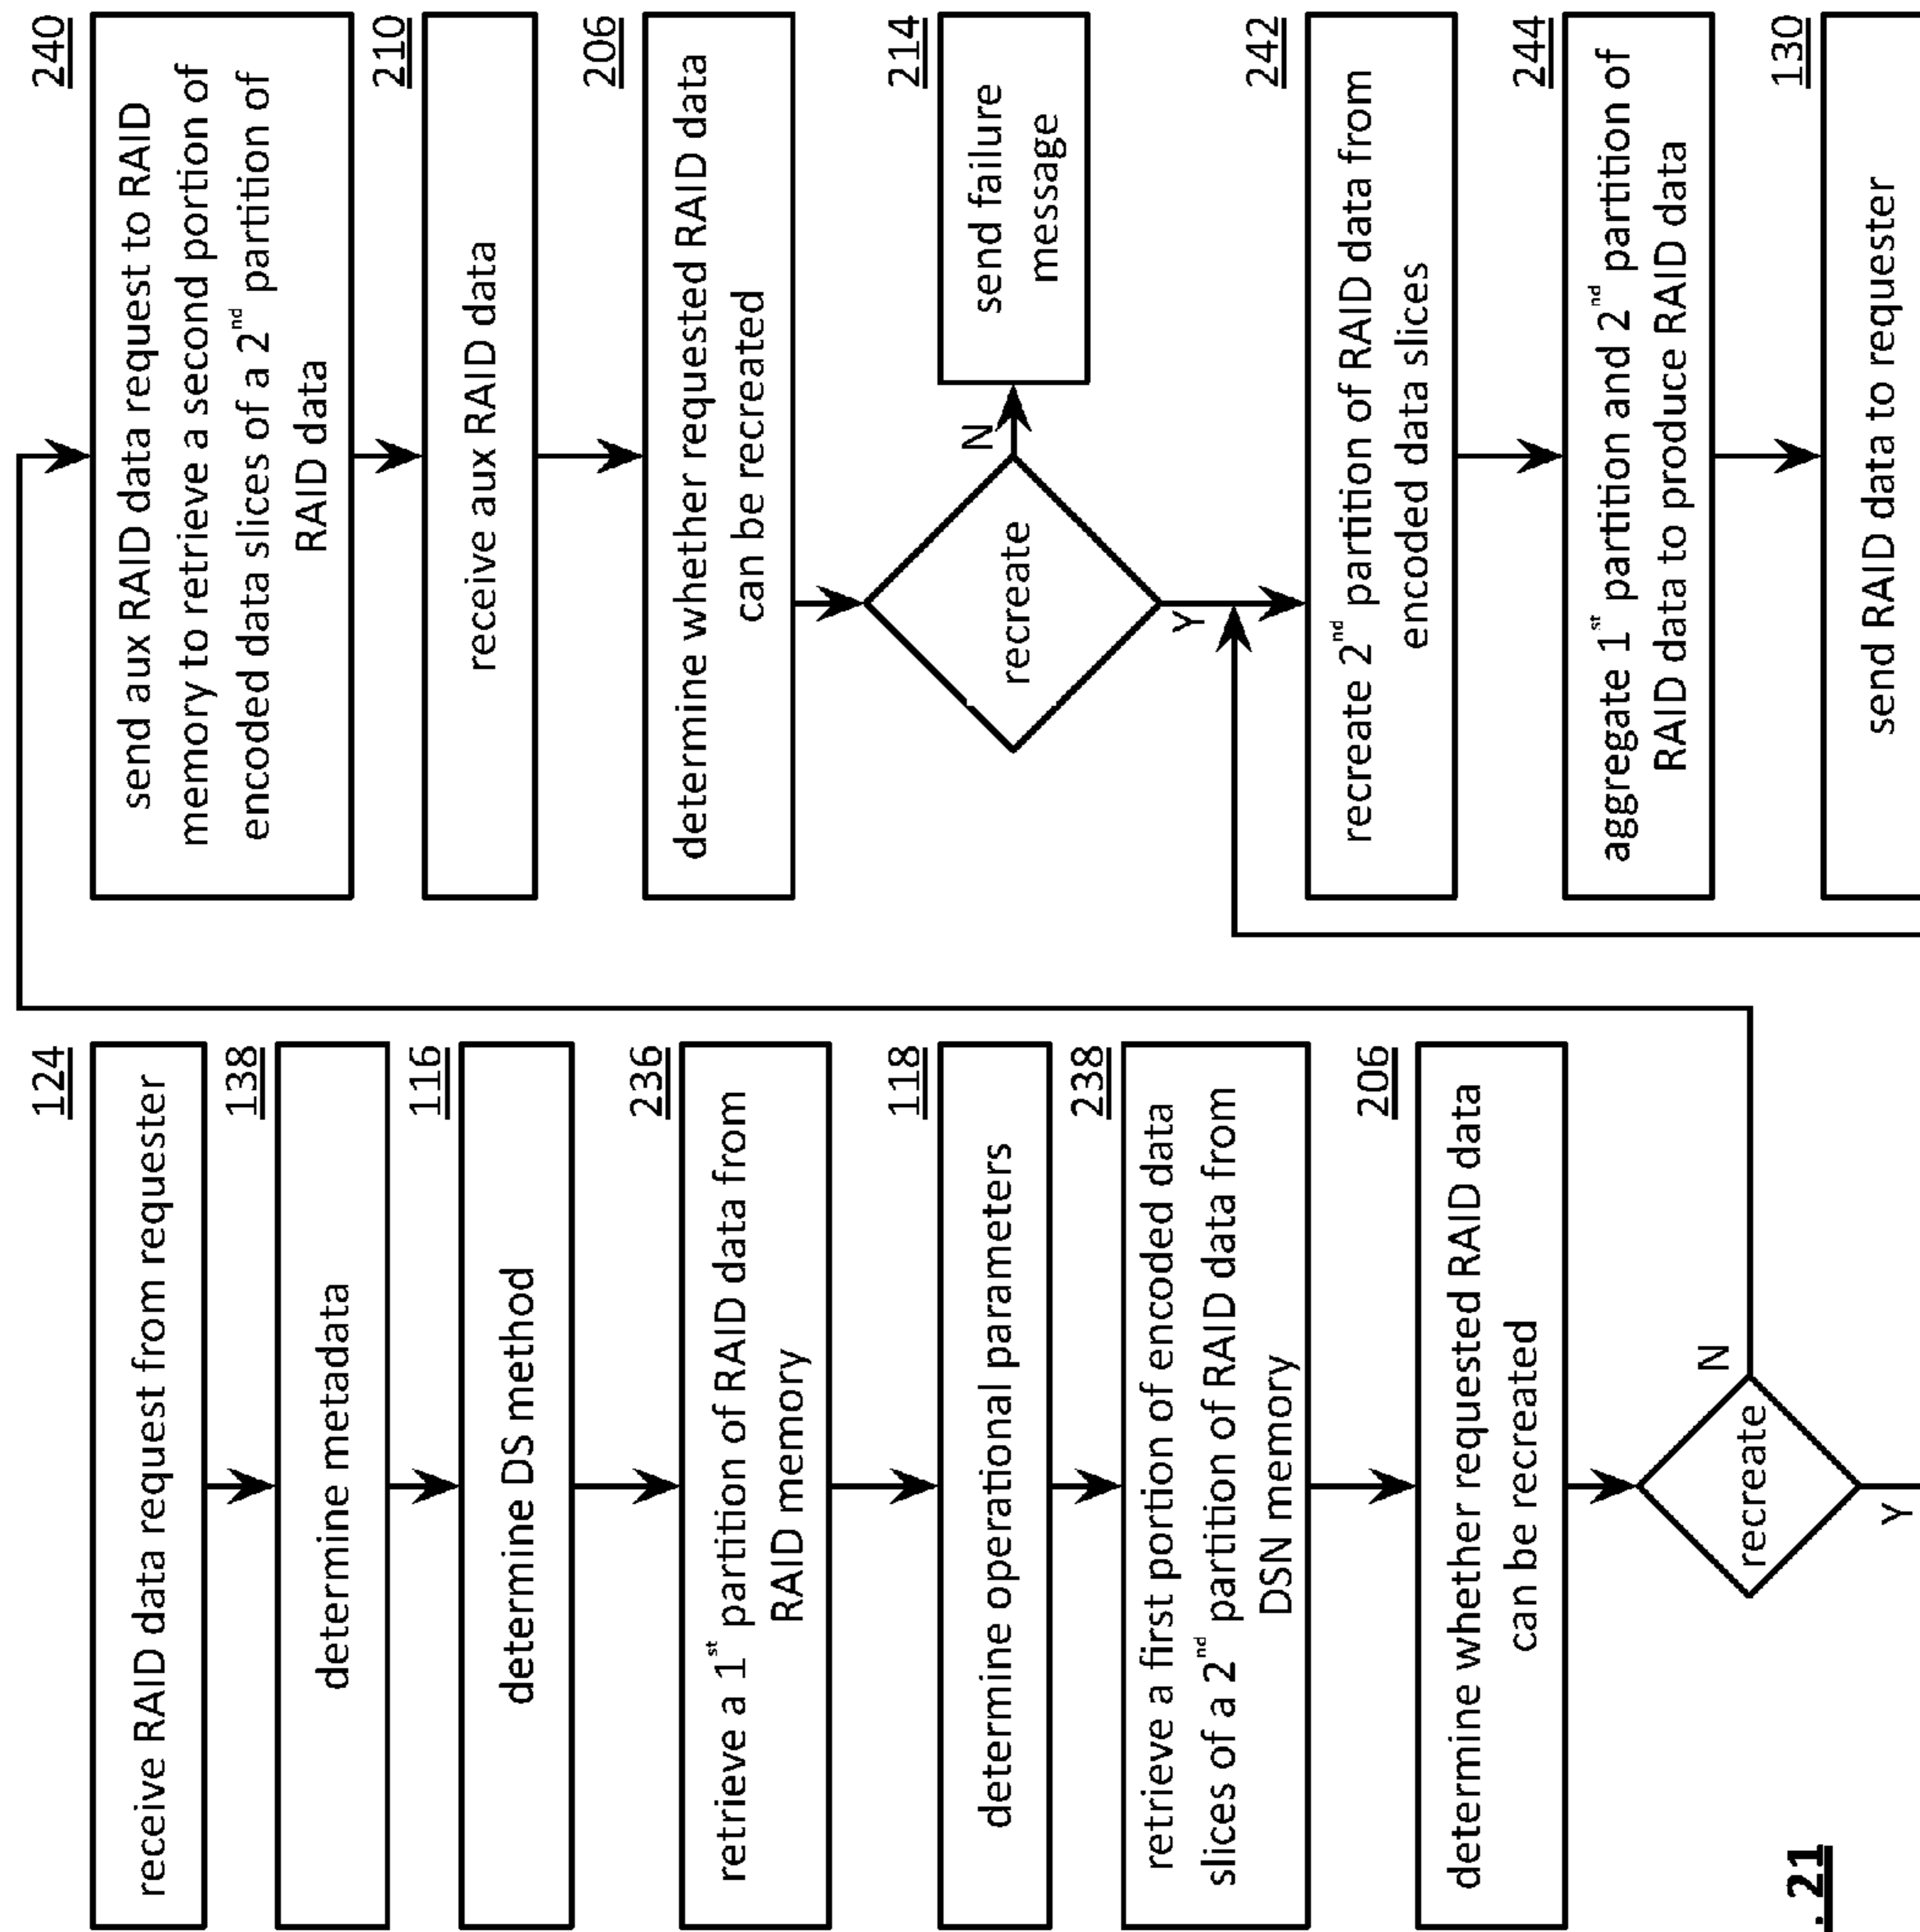 124
receive RAID data request from requester
138
determine metadata
116
determine DS method
236
retrieve a 1st partition of RAID data from
RAID memory
118
determine operational parameters
238
retrieve a first portion of encoded data
slices of a 2nd partition of RAID data from
DSN memory
206
determine whether requested RAID data
can be recreated
recreate
N
Y
240
send aux RAID data request to RAID
memory to retrieve a second portion of
encoded data slices of a 2nd partition of
RAID data
210
receive aux RAID data
206
determine whether requested RAID data
can be recreated
recreate
N
214
send failure
message
Y
242
recreate 2nd partition of RAID data from
encoded data slices
244
aggregate 1st partition and 2nd partition of
RAID data to produce RAID data
130
send RAID data to requester
. 21